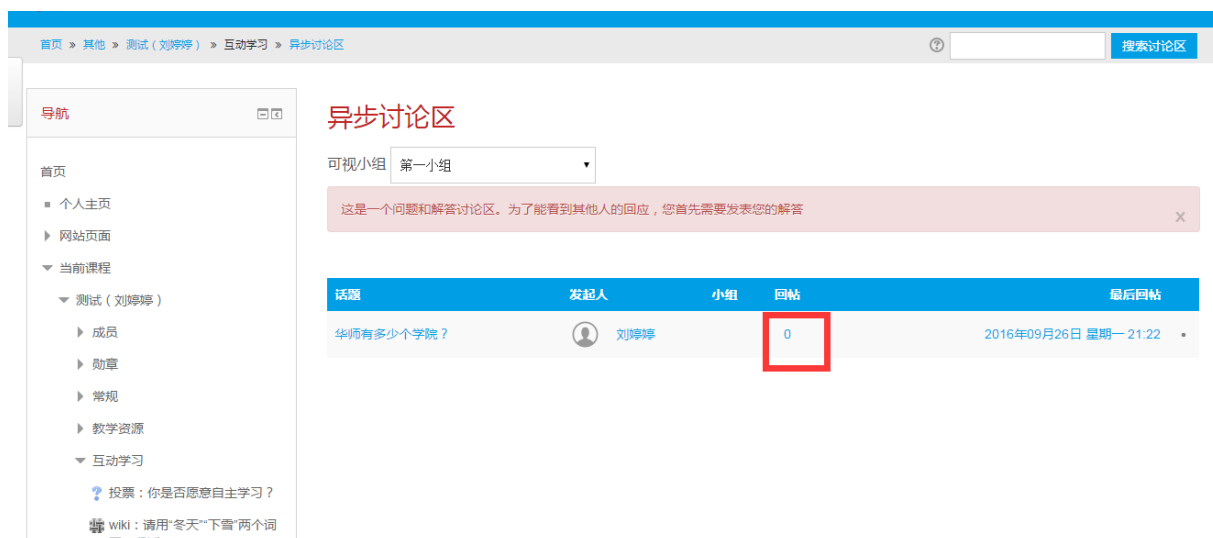 首页 » 其他 » 测试（刘婷婷） » 互动学习 » 异步讨论区
搜索讨论区
导航
首页
个人主页
网站页面
当前课程
测试（刘婷婷）
成员
勋章
常规
教学资源
互动学习
投票：你是否愿意自主学习？
wiki：请用“冬天”“下雪”两个词
异步讨论区
可视小组 第一小组
这是一个问题和解答讨论区。为了能看到其他人的回应，您首先需要发表您的解答
话题 发起人 小组 回帖 最后回帖
华师有多少个学院？ 刘婷婷 0 2016年09月26日 星期一 21:22